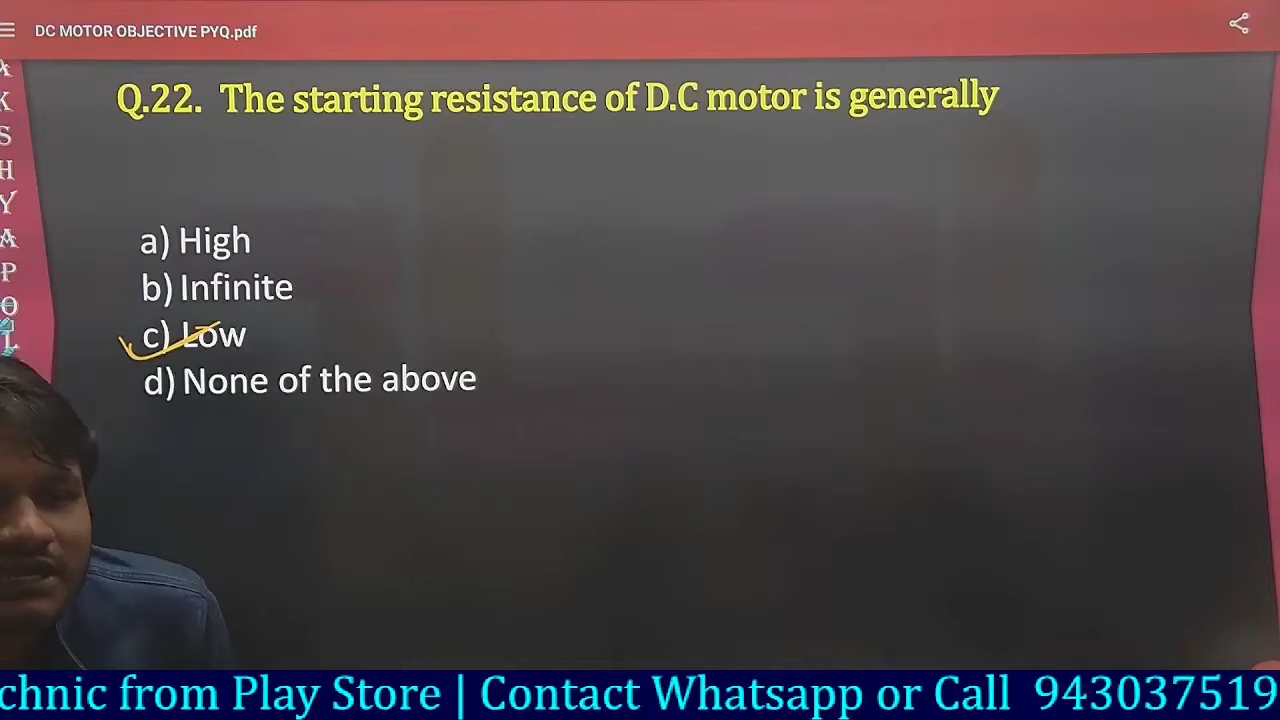 DC MOTOR OBJECTIVE PYQ.pdf
A
K
S
H
Y
A
P
O
L
Q.22. The starting resistance of D.C motor is generally
a) High
b) Infinite
c) Low
d) None of the above
chnic from Play Store | Contact Whatsapp or Call 943037519